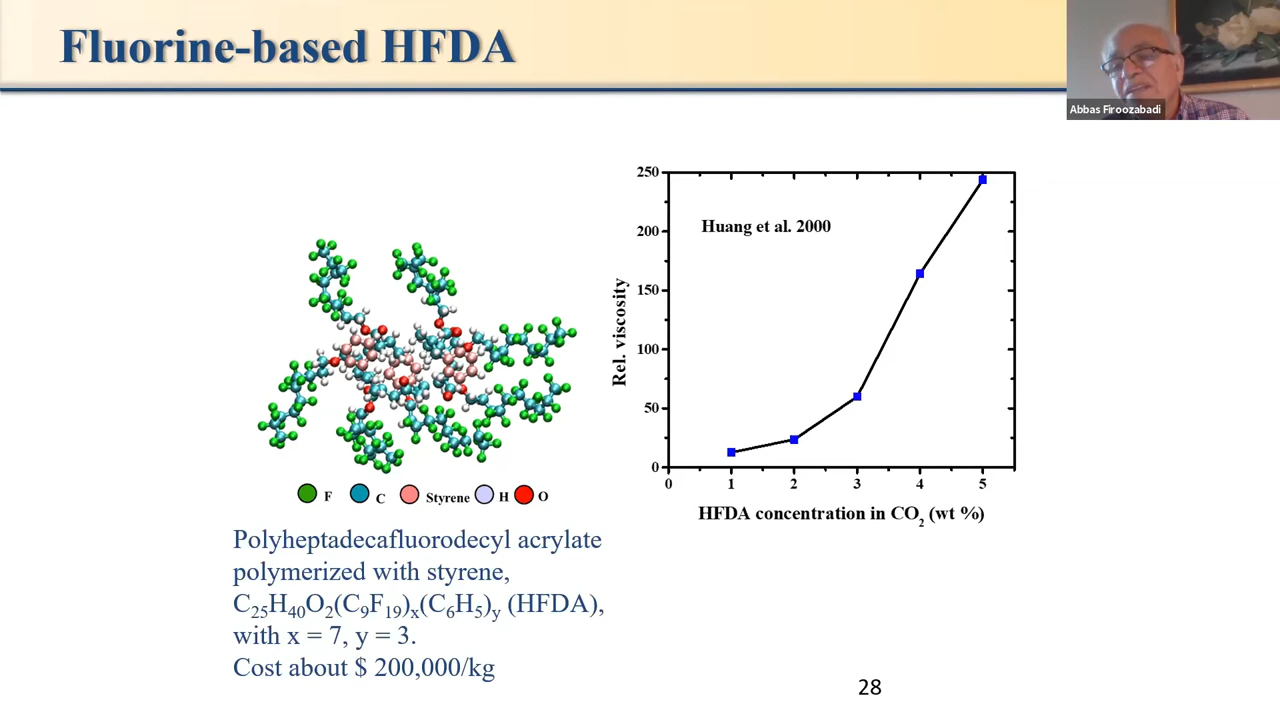 Fluorine-based HFDA
Abbas Firoozabadi
250
200
150
100
50
0
Rel. viscosity
Huang et al. 2000
0 1 2 3 4 5
HFDA concentration in CO₂ (wt %)
F C Styrene H O
Polyheptadecafluorodecyl acrylate
polymerized with styrene,
C₂₅H₄₀O₂(C₉F₁₉)ₓ(C₆H₅)ᵧ (HFDA),
with x = 7, y = 3.
Cost about $ 200,000/kg
28